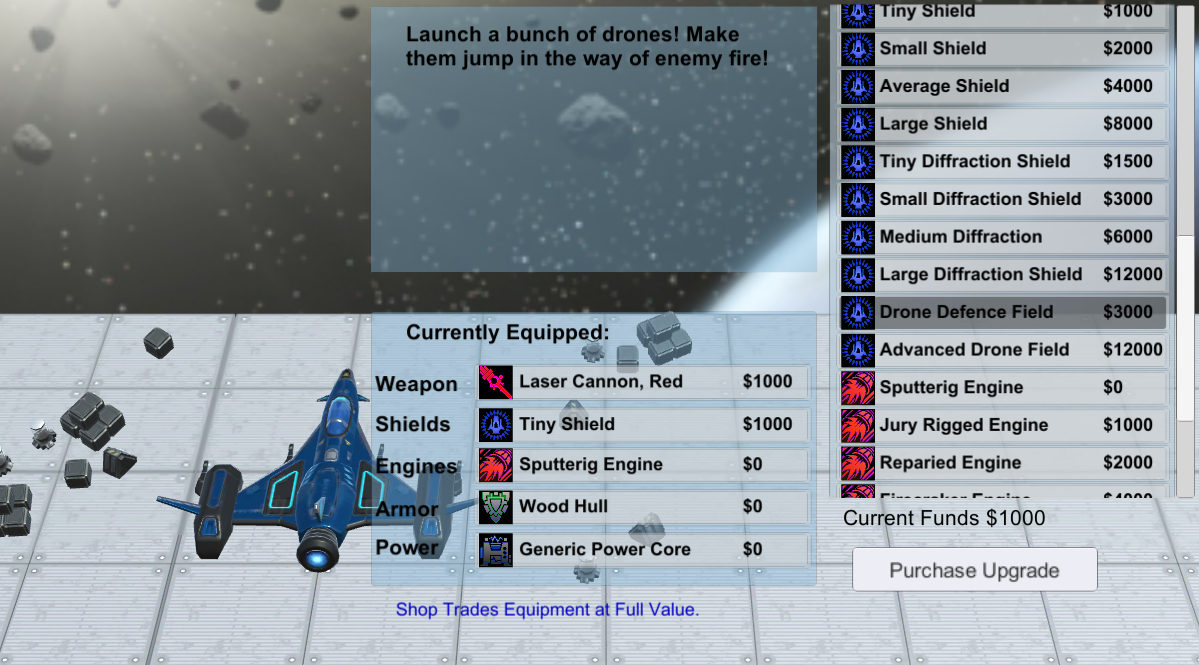 Launch a bunch of drones! Make
them jump in the way of enemy fire!
Currently Equipped:
Weapon Laser Cannon, Red $1000
Shields Tiny Shield $1000
Engines Sputterig Engine $0
Armor Wood Hull $0
Power Generic Power Core $0
Shop Trades Equipment at Full Value.
Tiny Shield $1000
Small Shield $2000
Average Shield $4000
Large Shield $8000
Tiny Diffraction Shield $1500
Small Diffraction Shield $3000
Medium Diffraction $6000
Large Diffraction Shield $12000
Drone Defence Field $3000
Advanced Drone Field $12000
Sputterig Engine $0
Jury Rigged Engine $1000
Reparied Engine $2000
Current Funds $1000
Purchase Upgrade